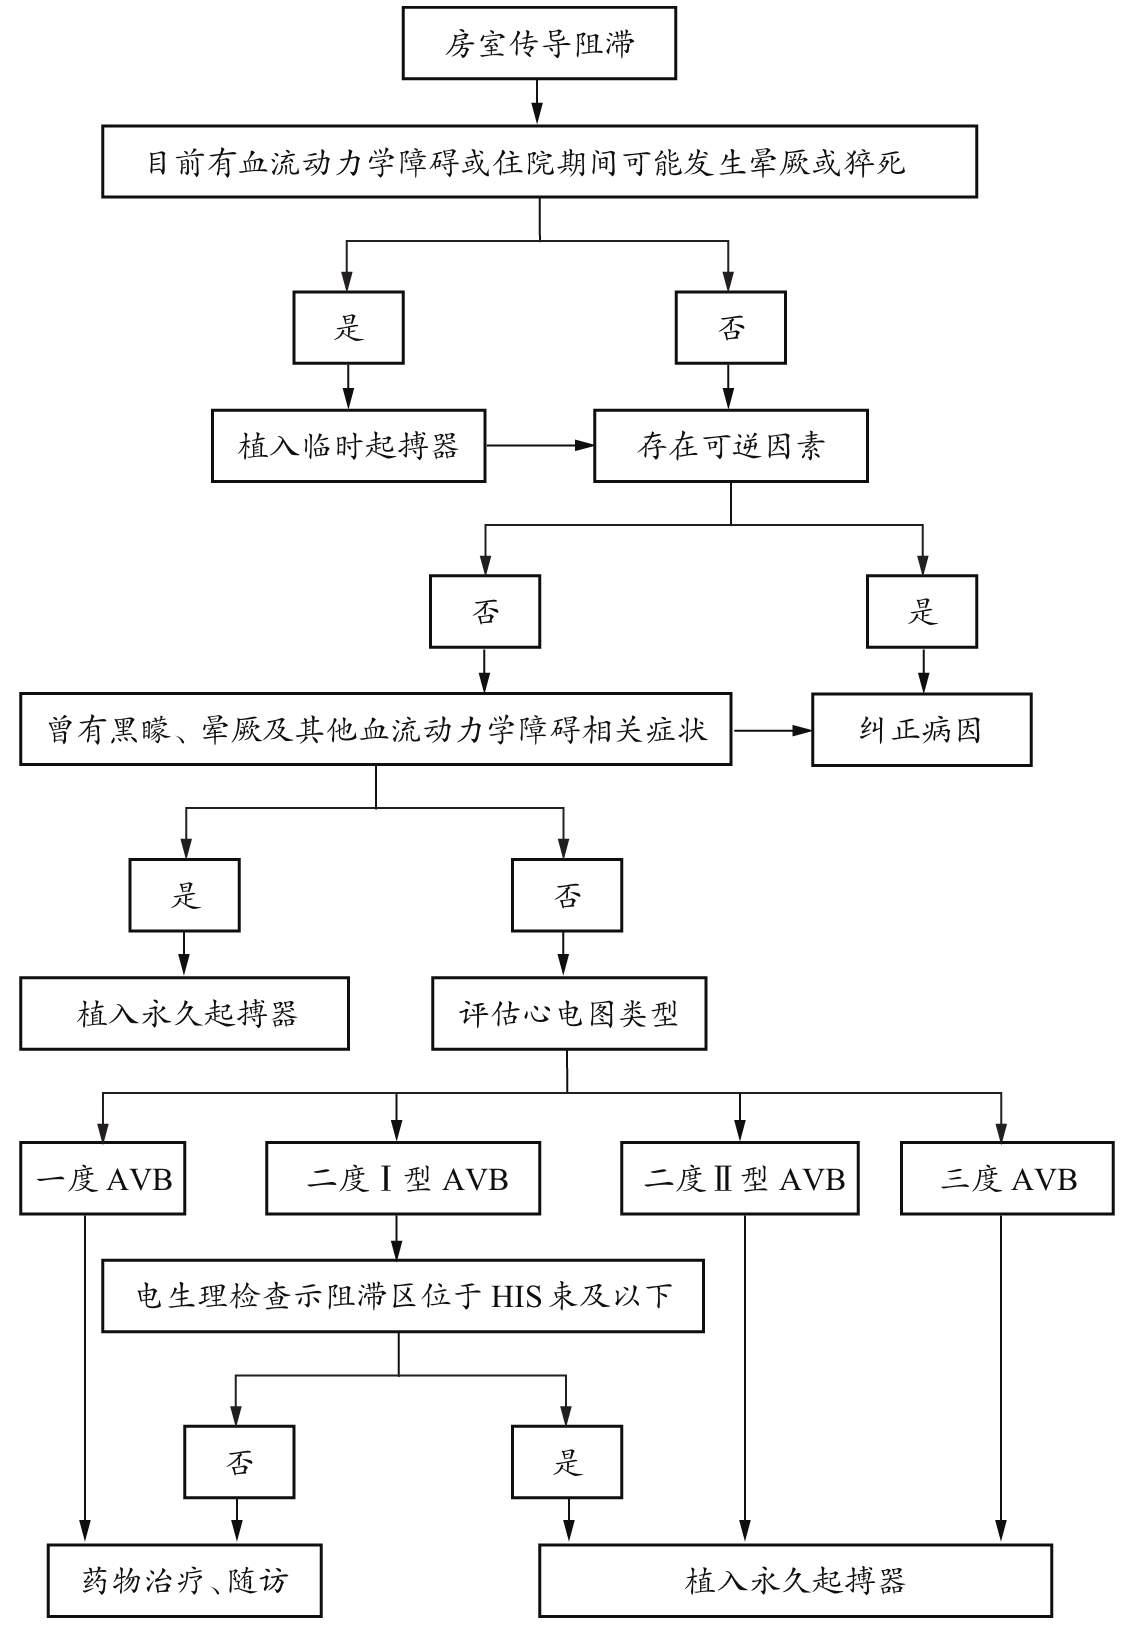 房室传导阻滞
目前有血流动力学障碍或住院期间可能发生晕厥或猝死
是
否
植入临时起搏器
存在可逆因素
否
是
曾有黑矇、晕厥及其他血流动力学障碍相关症状
纠正病因
是
否
植入永久起搏器
评估心电图类型
一度 AVB
二度 Ⅰ 型 AVB
二度 Ⅱ 型 AVB
三度 AVB
电生理检查示阻滞区位于 HIS 束及以下
否
是
药物治疗、随访
植入永久起搏器